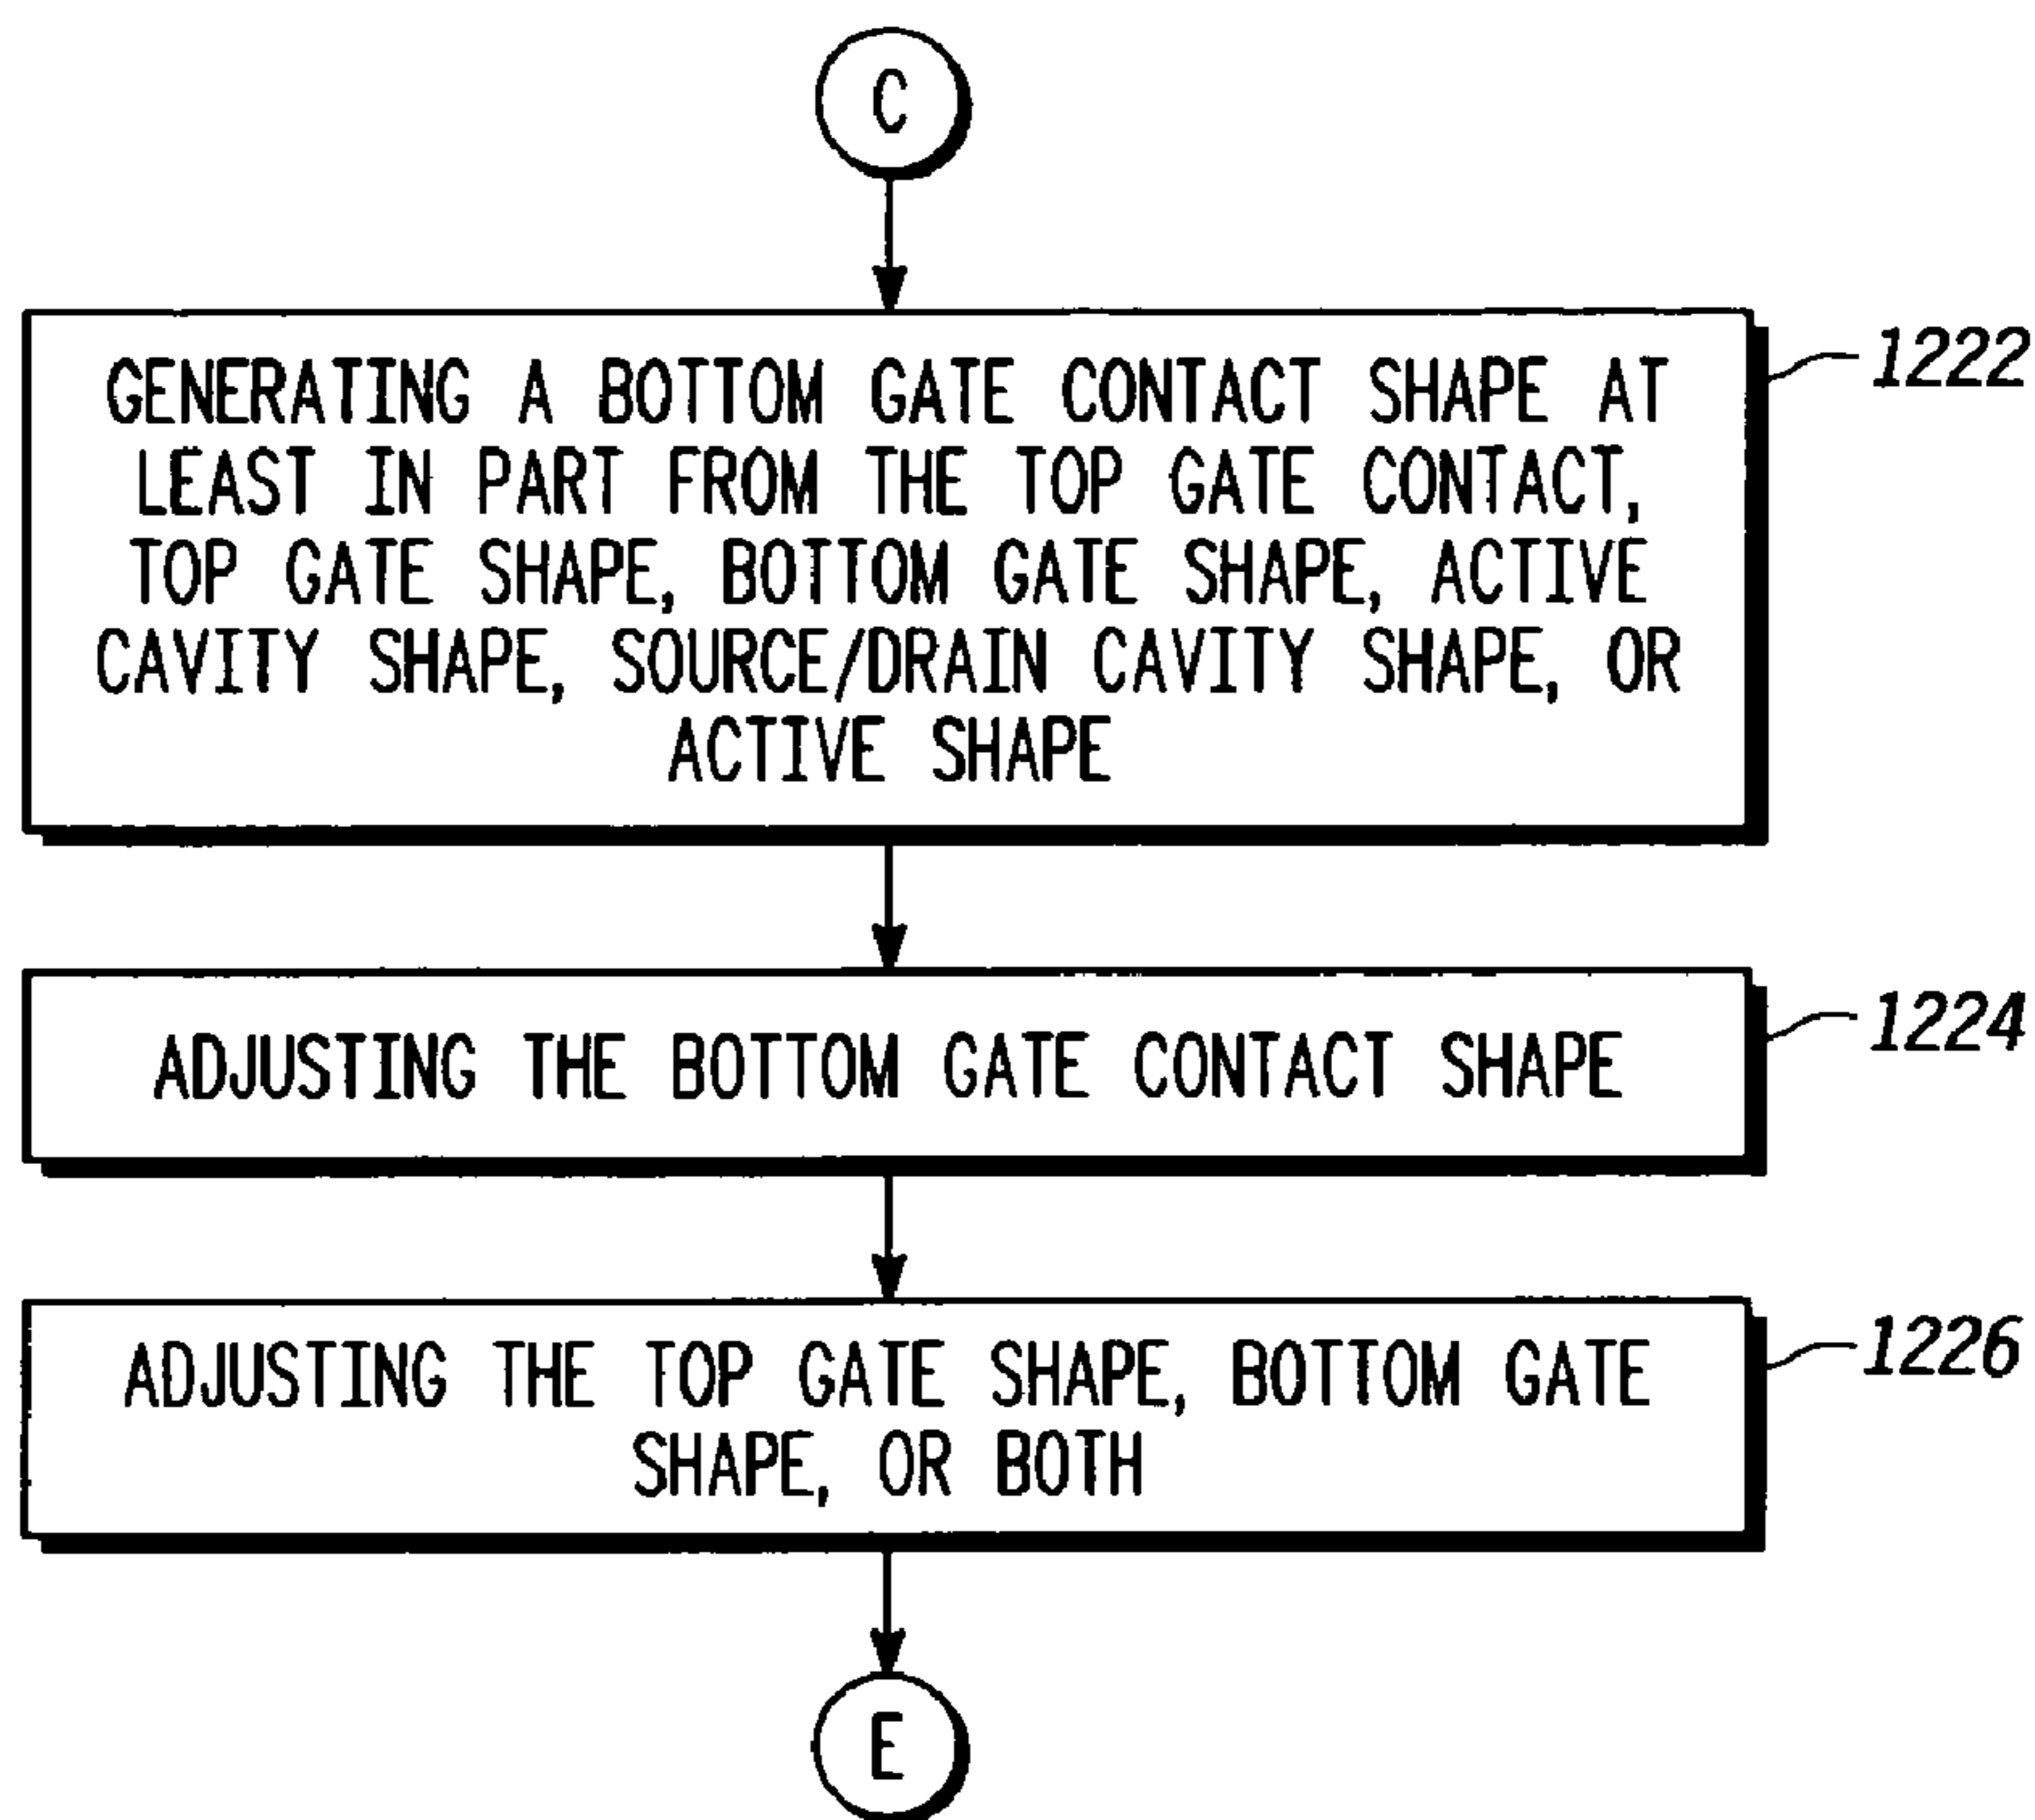 C
GENERATING A BOTTOM GATE CONTACT SHAPE AT
LEAST IN PART FROM THE TOP GATE CONTACT,
TOP GATE SHAPE, BOTTOM GATE SHAPE, ACTIVE
CAVITY SHAPE, SOURCE/DRAIN CAVITY SHAPE, OR
ACTIVE SHAPE
1222
ADJUSTING THE BOTTOM GATE CONTACT SHAPE
1224
ADJUSTING THE TOP GATE SHAPE, BOTTOM GATE
SHAPE, OR BOTH
1226
E